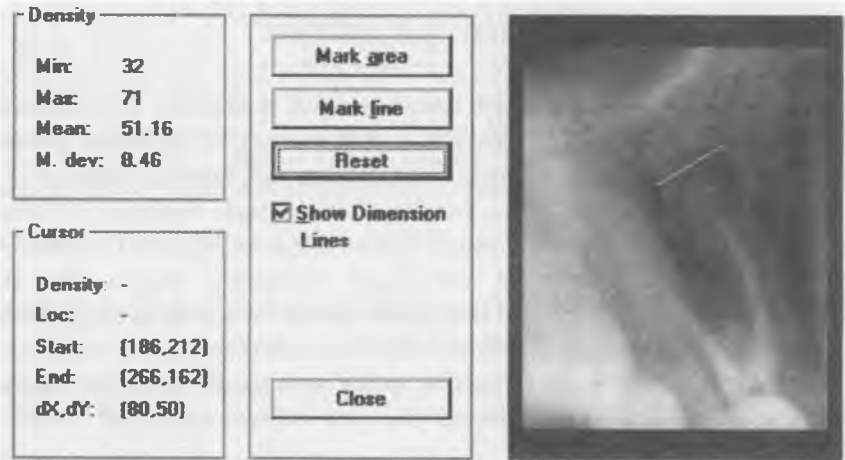 Density
Min: 32
Max: 71
Mean: 51.16
M. dev: 8.46
Cursor
Density: -
Loc: -
Start: (186,212)
End: (266,162)
dX,dY: (80,50)
Mark area
Mark line
Reset
Show Dimension
Lines
Close